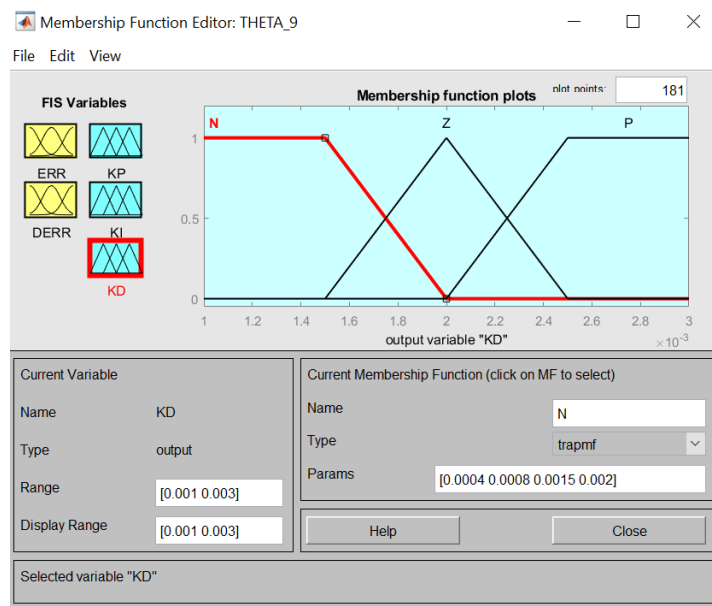 Membership Function Editor: THETA_9
File Edit View
FIS Variables
ERR KP
DERR KI
KD
Membership function plots
plot points: 181
N Z P
1
0.5
0
1 1.2 1.4 1.6 1.8 2 2.2 2.4 2.6 2.8 3
output variable "KD"
×10-3
Current Variable
Name KD
Type output
Range [0.001 0.003]
Display Range [0.001 0.003]
Current Membership Function (click on MF to select)
Name N
Type trapmf
Params [0.0004 0.0008 0.0015 0.002]
Help Close
Selected variable "KD"